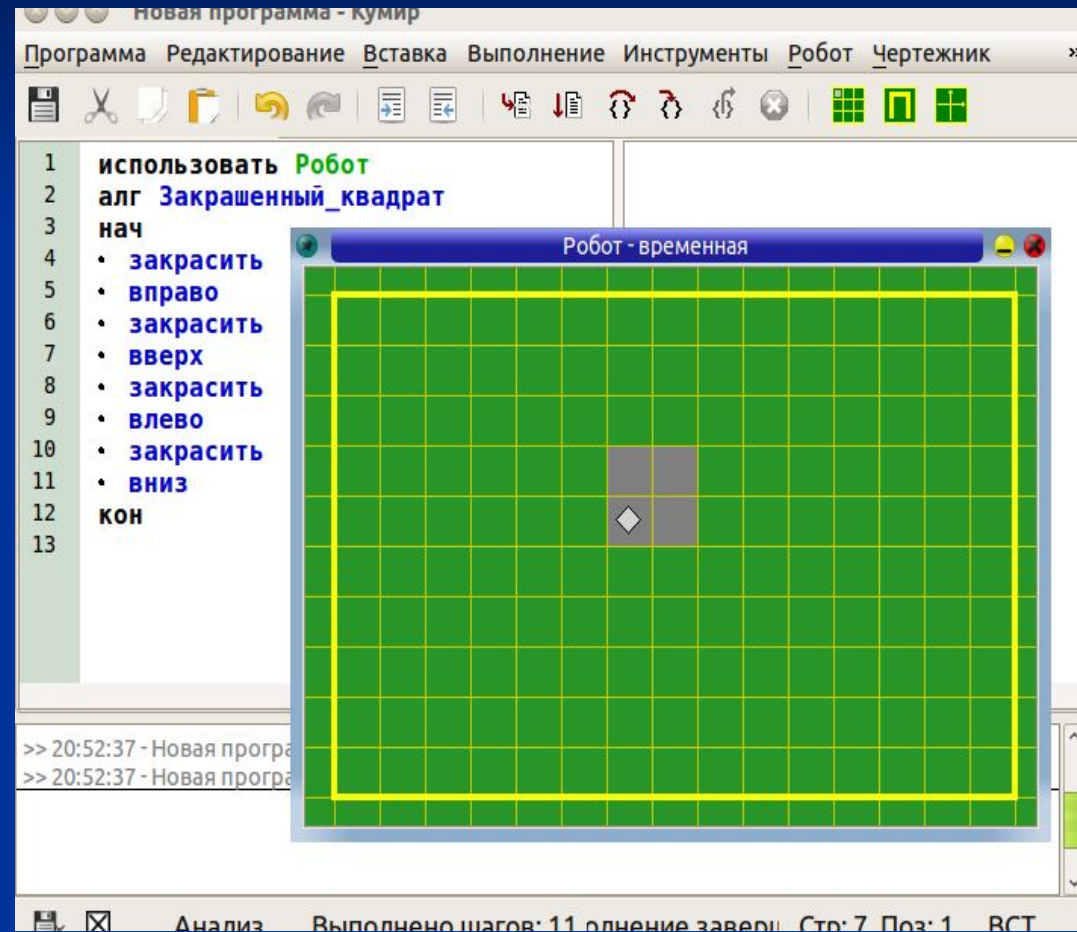 Новая программа - Кумир
Программа Редактирование Вставка Выполнение Инструменты Робот Чертежник »
1 использовать Робот
2 алг Закрашенный_квадрат
3 нач
4 • закрасить
5 • вправо
6 • закрасить
7 • вверх
8 • закрасить
9 • влево
10 • закрасить
11 • вниз
12 кон
13
Робот - временная
>> 20:52:37 - Новая програ
>> 20:52:37 - Новая програ
Анализ Выполнено шагов: 11 олнение заверш Стр: 7 Поз: 1 ВСТ